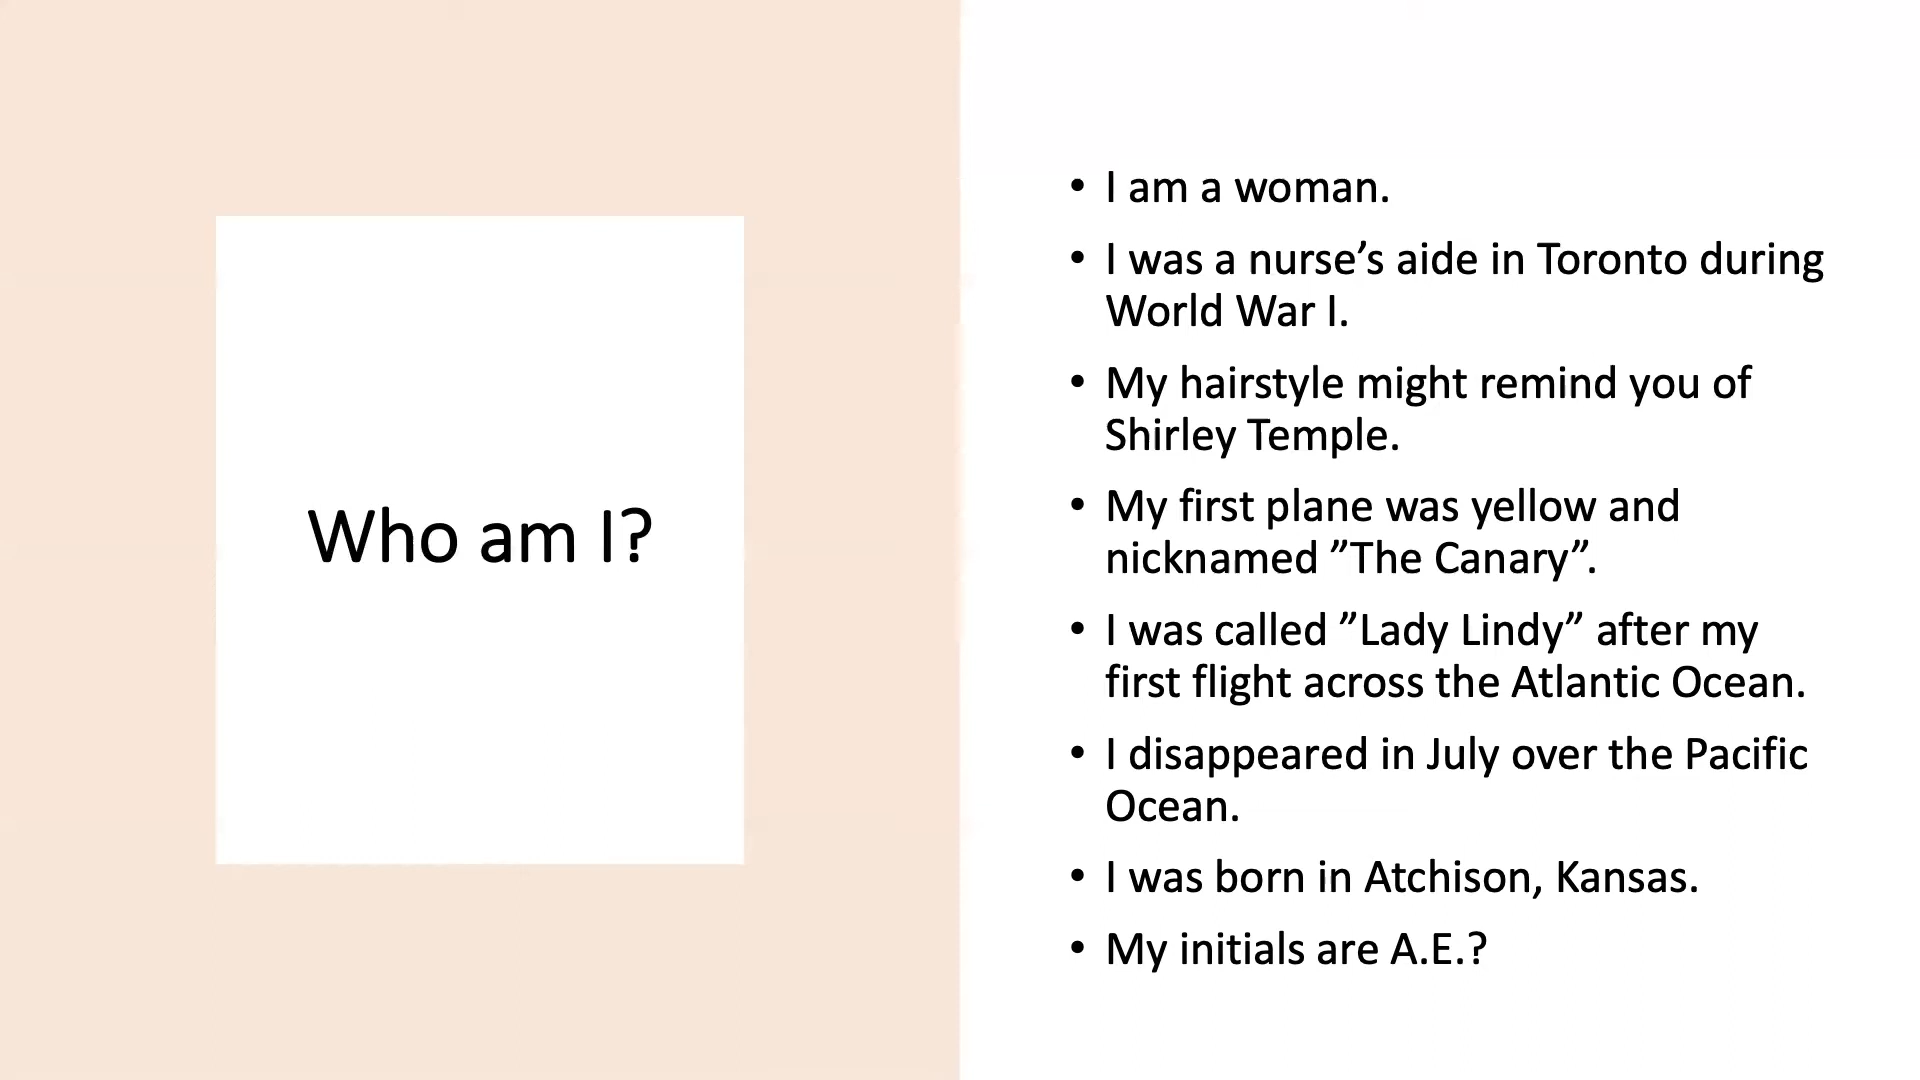 Who am I?
• I am a woman.
• I was a nurse’s aide in Toronto during
World War I.
• My hairstyle might remind you of
Shirley Temple.
• My first plane was yellow and
nicknamed ”The Canary”.
• I was called ”Lady Lindy” after my
first flight across the Atlantic Ocean.
• I disappeared in July over the Pacific
Ocean.
• I was born in Atchison, Kansas.
• My initials are A.E.?